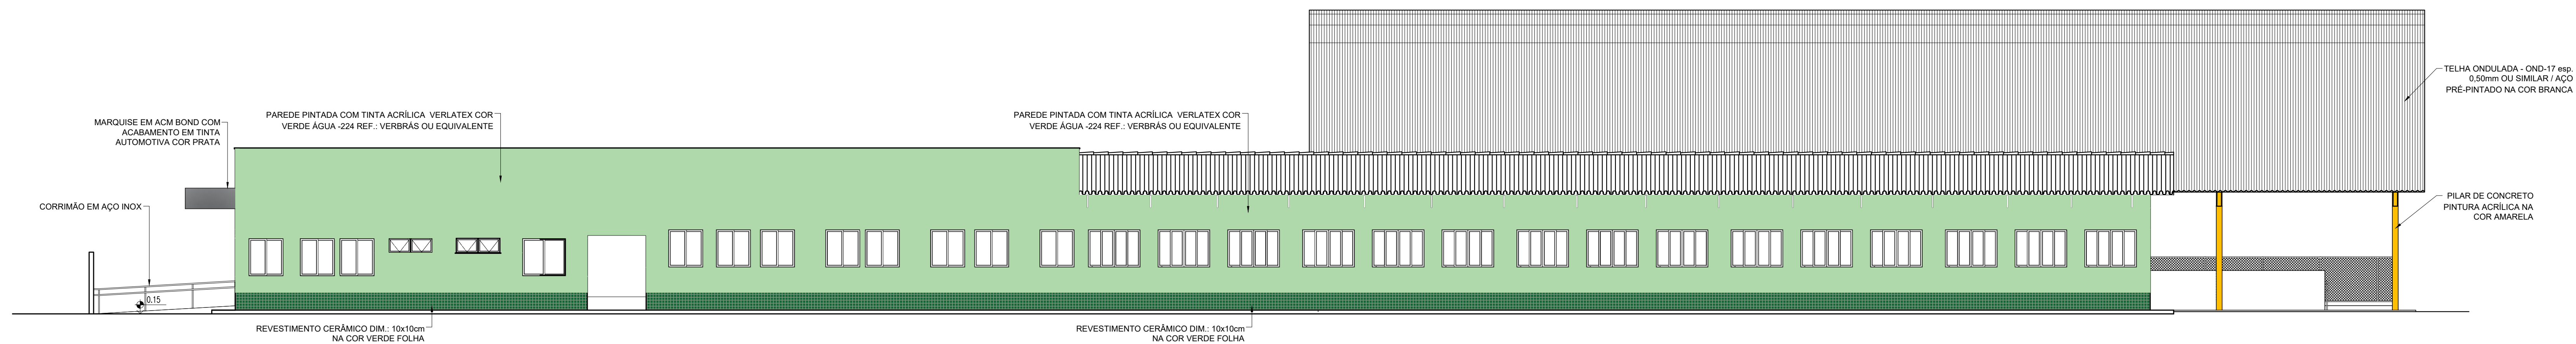 TELHA ONDULADA - OND-17 esp.
0,50mm OU SIMILAR / AÇO
PRÉ-PINTADO NA COR BRANCA
PAREDE PINTADA COM TINTA ACRÍLICA VERLATEX COR
VERDE ÁGUA -224 REF.: VERBRÁS OU EQUIVALENTE
PAREDE PINTADA COM TINTA ACRÍLICA VERLATEX COR
VERDE ÁGUA -224 REF.: VERBRÁS OU EQUIVALENTE
MARQUISE EM ACM BOND COM
ACABAMENTO EM TINTA
AUTOMOTIVA COR PRATA
CORRIMÃO EM AÇO INOX
PILAR DE CONCRETO
PINTURA ACRÍLICA NA
COR AMARELA
0.15
REVESTIMENTO CERÂMICO DIM.: 10x10cm
NA COR VERDE FOLHA
REVESTIMENTO CERÂMICO DIM.: 10x10cm
NA COR VERDE FOLHA